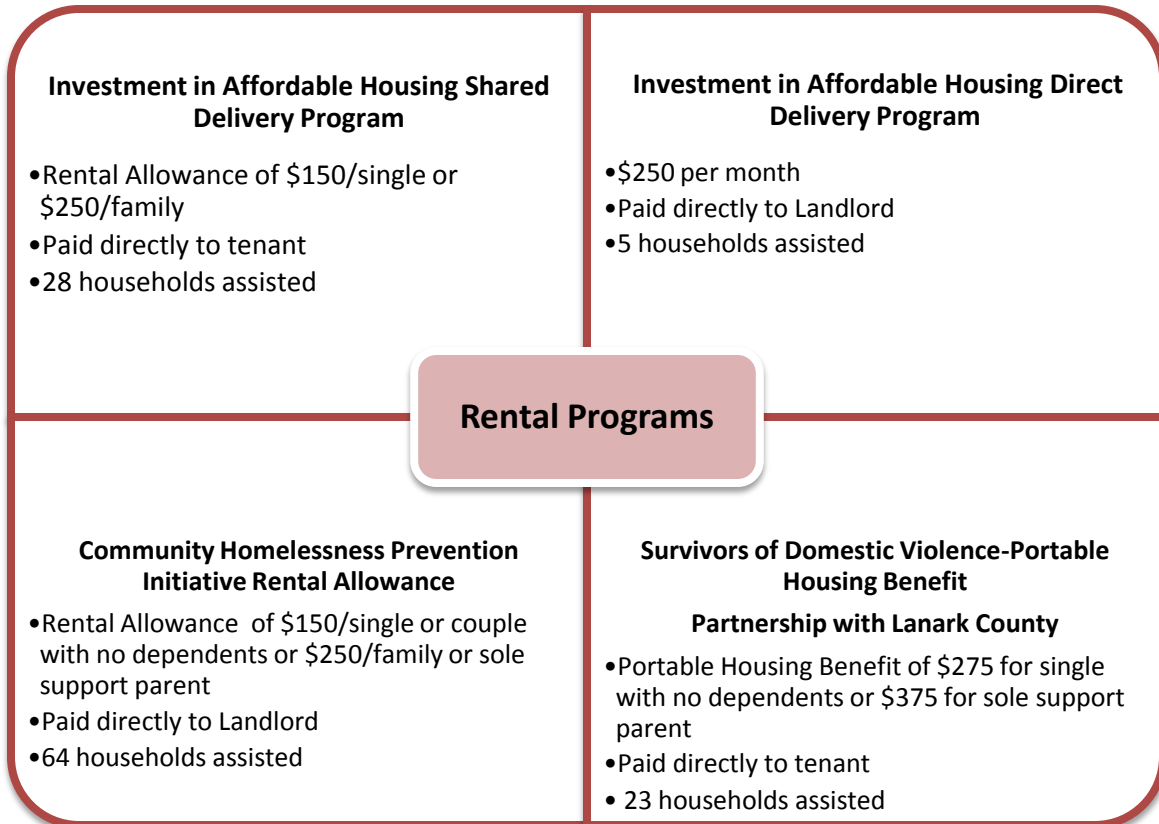 Investment in Affordable Housing Shared
Delivery Program
•Rental Allowance of $150/single or
$250/family
•Paid directly to tenant
•28 households assisted
Investment in Affordable Housing Direct
Delivery Program
•$250 per month
•Paid directly to Landlord
•5 households assisted
Rental Programs
Community Homelessness Prevention
Initiative Rental Allowance
•Rental Allowance of $150/single or couple
with no dependents or $250/family or sole
support parent
•Paid directly to Landlord
•64 households assisted
Survivors of Domestic Violence-Portable
Housing Benefit
Partnership with Lanark County
•Portable Housing Benefit of $275 for single
with no dependents or $375 for sole support
parent
•Paid directly to tenant
• 23 households assisted